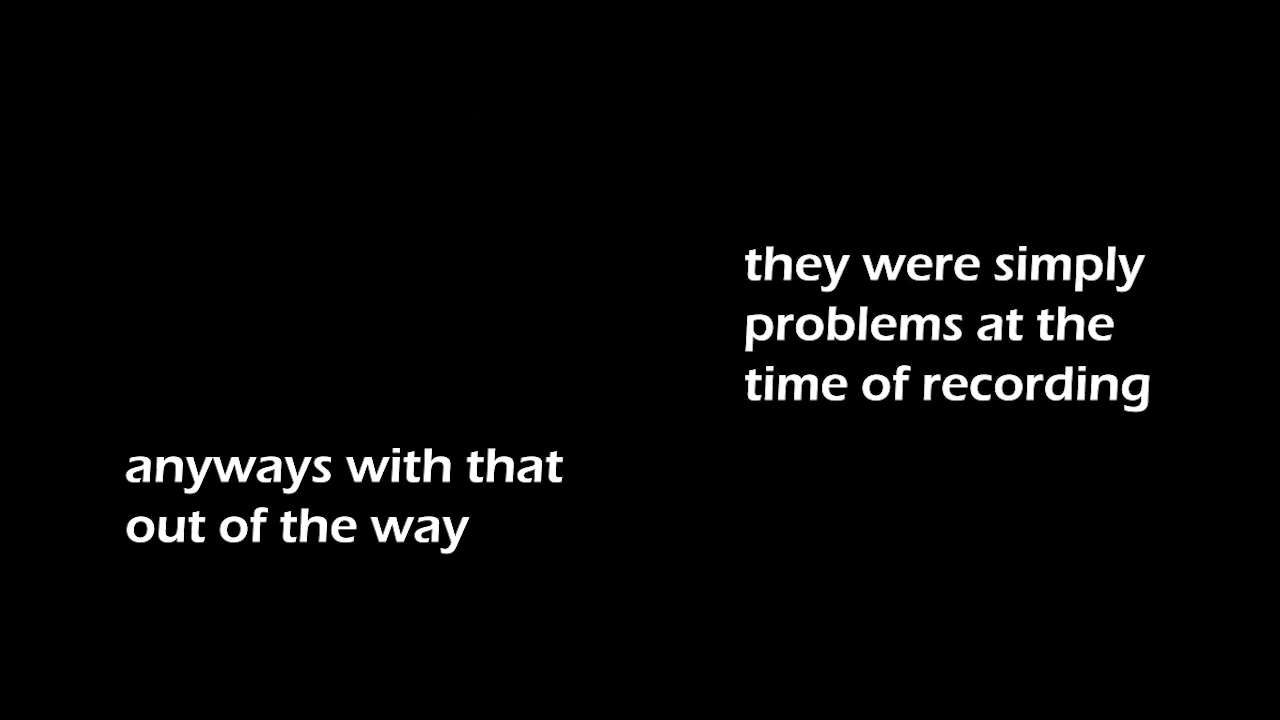 they were simply
problems at the
time of recording
anyways with that
out of the way